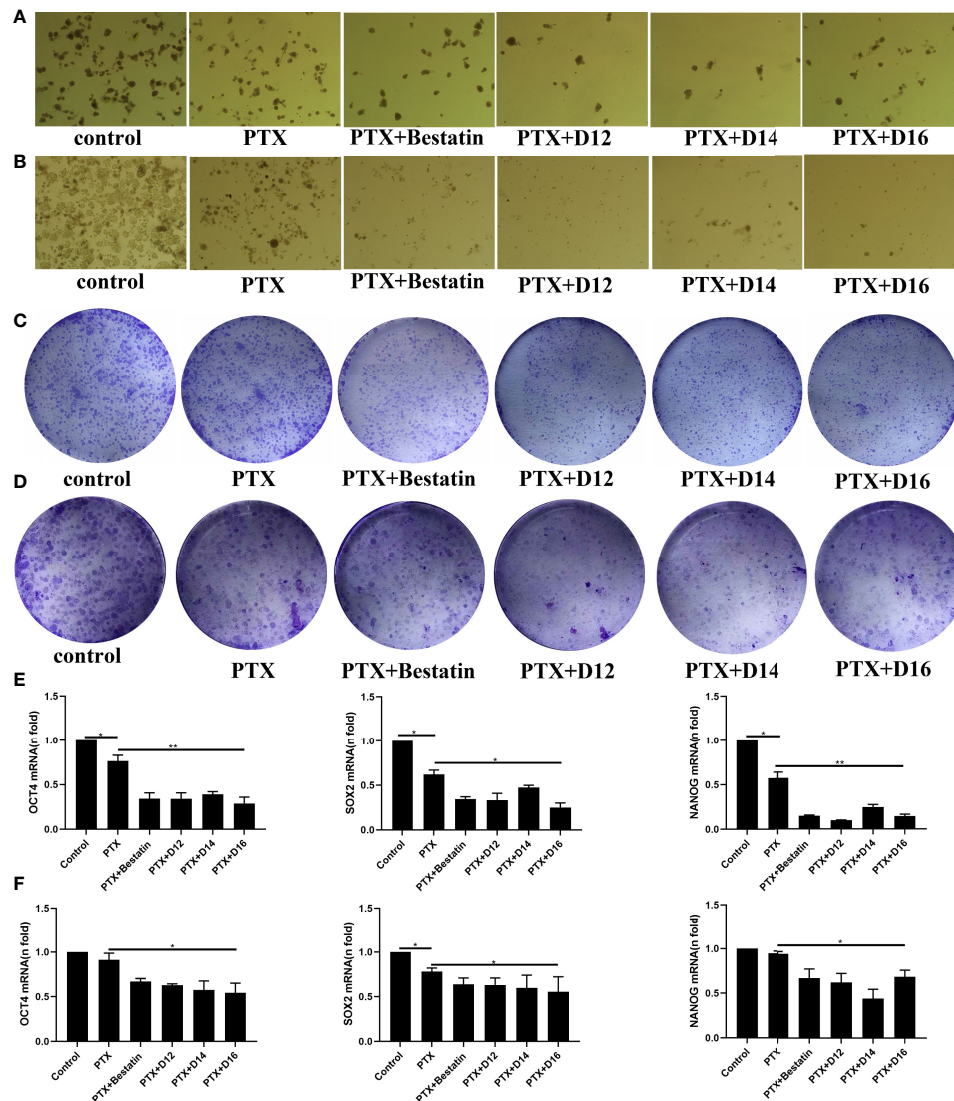 A
control PTX PTX+Bestatin PTX+D12 PTX+D14 PTX+D16
B
control PTX PTX+Bestatin PTX+D12 PTX+D14 PTX+D16
C
control PTX PTX+Bestatin PTX+D12 PTX+D14 PTX+D16
D
control PTX PTX+Bestatin PTX+D12 PTX+D14 PTX+D16
E
OCT4 mRNA(n fold)
1.5
1.0
0.5
0.0
*
**
Control PTX PTX+Bestatin PTX+D12 PTX+D14 PTX+D16
SOX2 mRNA(n fold)
1.5
1.0
0.5
0.0
*
*
Control PTX PTX+Bestatin PTX+D12 PTX+D14 PTX+D16
NANOG mRNA(n fold)
1.5
1.0
0.5
0.0
*
**
Control PTX PTX+Bestatin PTX+D12 PTX+D14 PTX+D16
F
OCT4 mRNA(n fold)
1.5
1.0
0.5
0.0
*
Control PTX PTX+Bestatin PTX+D12 PTX+D14 PTX+D16
SOX2 mRNA(n fold)
1.5
1.0
0.5
0.0
*
*
Control PTX PTX+Bestatin PTX+D12 PTX+D14 PTX+D16
NANOG mRNA(n fold)
1.5
1.0
0.5
0.0
*
Control PTX PTX+Bestatin PTX+D12 PTX+D14 PTX+D16